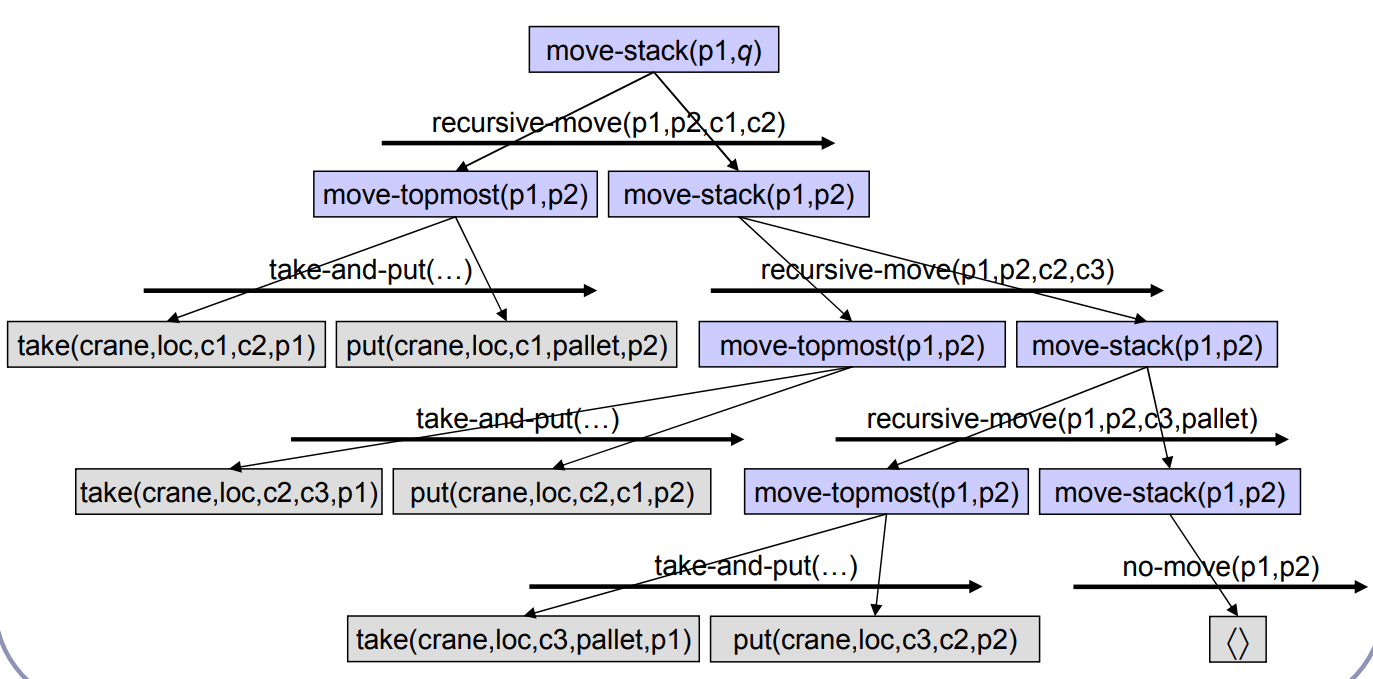 move-stack(p1,q)
recursive-move(p1,p2,c1,c2)
move-topmost(p1,p2)
move-stack(p1,p2)
take-and-put(…)
recursive-move(p1,p2,c2,c3)
take(crane,loc,c1,c2,p1)
put(crane,loc,c1,pallet,p2)
move-topmost(p1,p2)
move-stack(p1,p2)
take-and-put(…)
recursive-move(p1,p2,c3,pallet)
take(crane,loc,c2,c3,p1)
put(crane,loc,c2,c1,p2)
move-topmost(p1,p2)
move-stack(p1,p2)
take-and-put(…)
no-move(p1,p2)
take(crane,loc,c3,pallet,p1)
put(crane,loc,c3,c2,p2)
⟨⟩